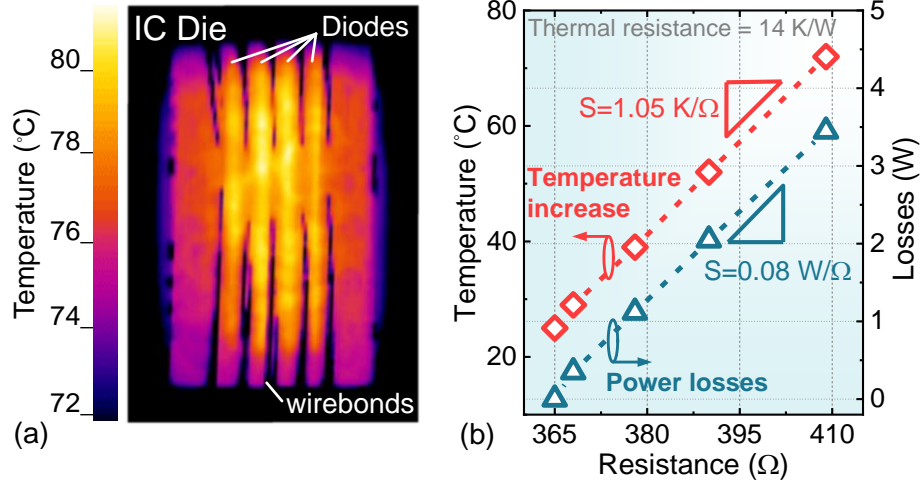 (a)
IC Die
Diodes
80
78
76
74
72
Temperature (°C)
wirebonds
(b)
Thermal resistance = 14 K/W
S=1.05 K/Ω
Temperature
increase
S=0.08 W/Ω
Power losses
80
60
40
20
Temperature (°C)
5
4
3
2
1
0
Losses (W)
365
380
395
410
Resistance (Ω)